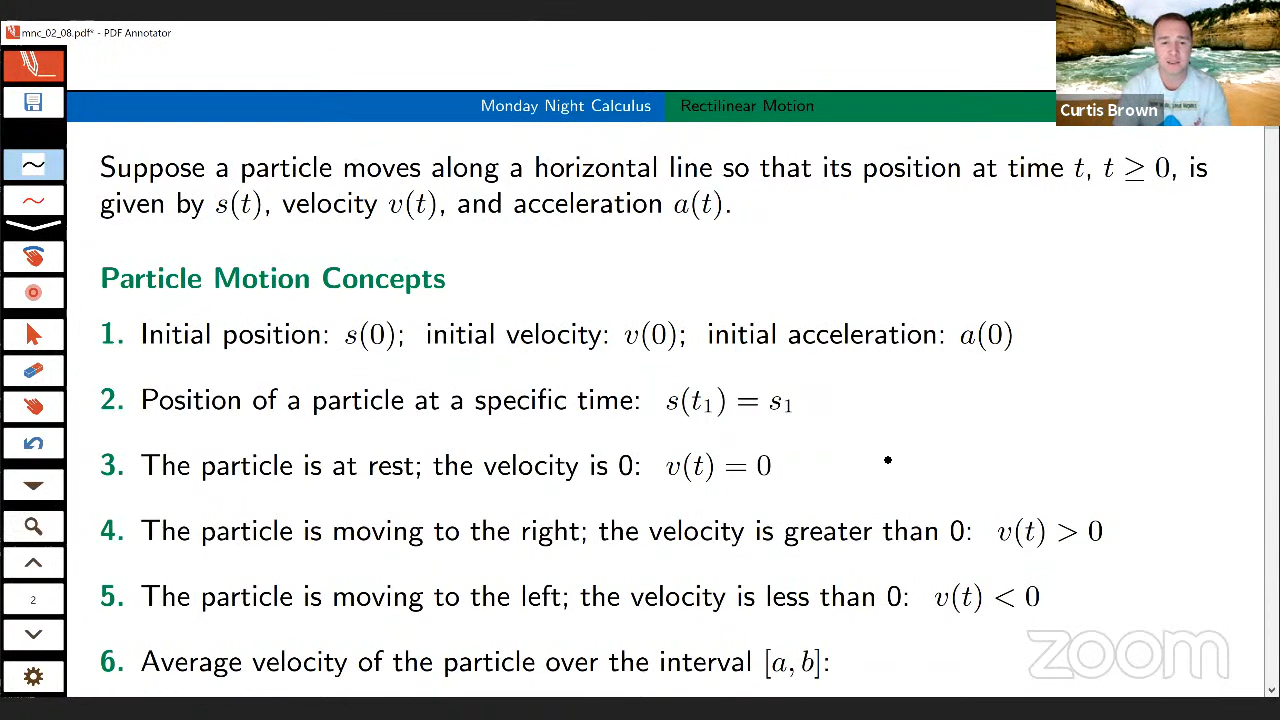 mnc_02_08.pdf* - PDF Annotator
Monday Night Calculus Rectilinear Motion
Curtis Brown
Suppose a particle moves along a horizontal line so that its position at time t, t ≥ 0, is
given by s(t), velocity v(t), and acceleration a(t).
Particle Motion Concepts
1. Initial position: s(0); initial velocity: v(0); initial acceleration: a(0)
2. Position of a particle at a specific time: s(t₁) = s₁
3. The particle is at rest; the velocity is 0: v(t) = 0
4. The particle is moving to the right; the velocity is greater than 0: v(t) > 0
5. The particle is moving to the left; the velocity is less than 0: v(t) < 0
2
6. Average velocity of the particle over the interval [a, b]:
zoom